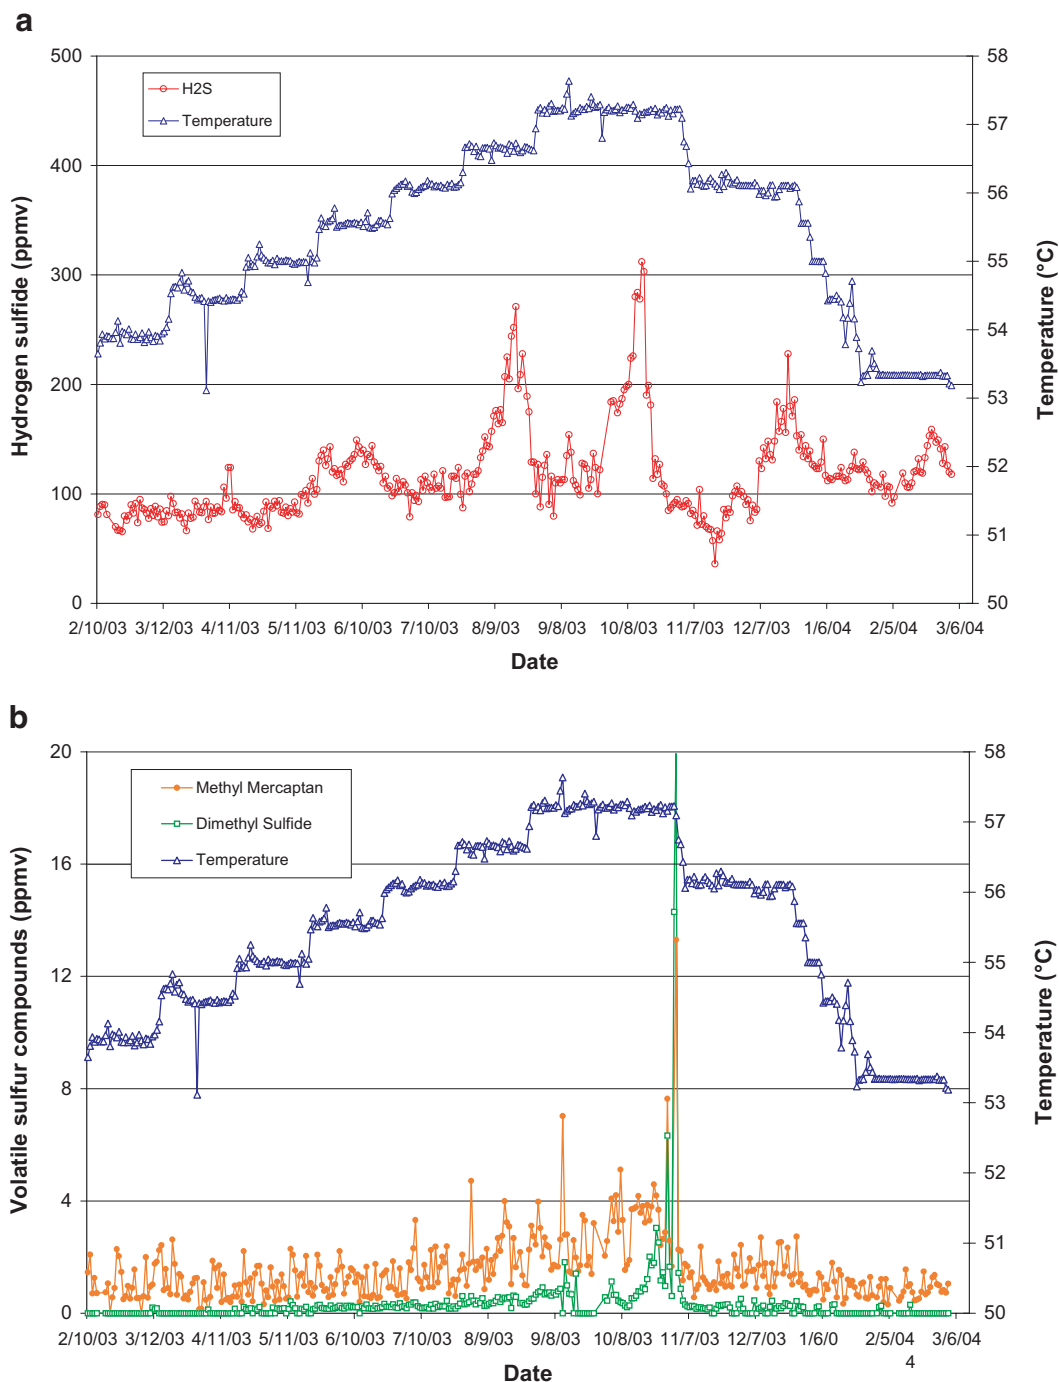 a
500
400
300
200
100
0
Hydrogen sulfide (ppmv)
H2S
Temperature
58
57
56
55
54
53
52
51
50
Temperature (°C)
2/10/03 3/12/03 4/11/03 5/11/03 6/10/03 7/10/03 8/9/03 9/8/03 10/8/03 11/7/03 12/7/03 1/6/04 2/5/04 3/6/04
Date
b
20
16
12
8
4
0
Volatile sulfur compounds (ppmv)
Methyl Mercaptan
Dimethyl Sulfide
Temperature
58
57
56
55
54
53
52
51
50
Temperature (°C)
2/10/03 3/12/03 4/11/03 5/11/03 6/10/03 7/10/03 8/9/03 9/8/03 10/8/03 11/7/03 12/7/03 1/6/0 2/5/04 3/6/04
4
Date